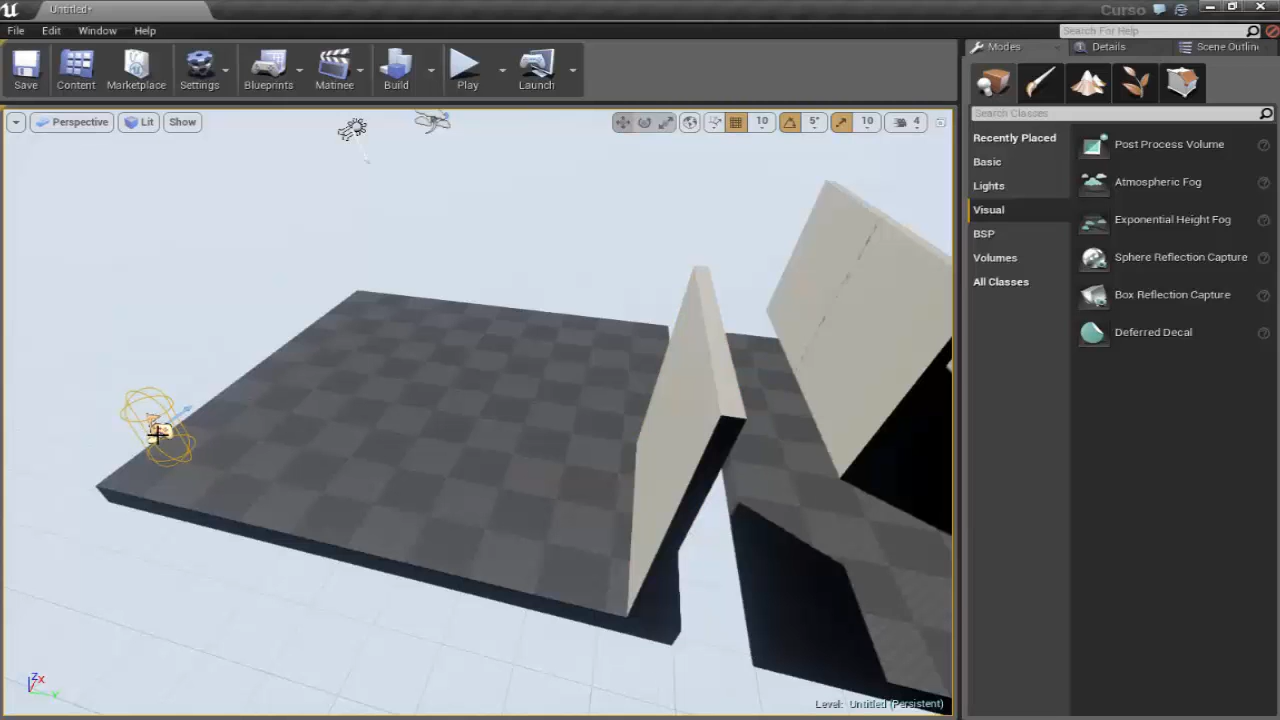 Untitled*
Curso
File Edit Window Help
Search For Help
Save Content Marketplace Settings Blueprints Matinee Build Play Launch
Modes Details Scene Outlin
Search Classes
Perspective Lit Show
10 5° 10 4
Recently Placed
Basic
Lights
Visual
BSP
Volumes
All Classes
Post Process Volume
Atmospheric Fog
Exponential Height Fog
Sphere Reflection Capture
Box Reflection Capture
Deferred Decal
Z X
Y
Level: Untitled (Persistent)